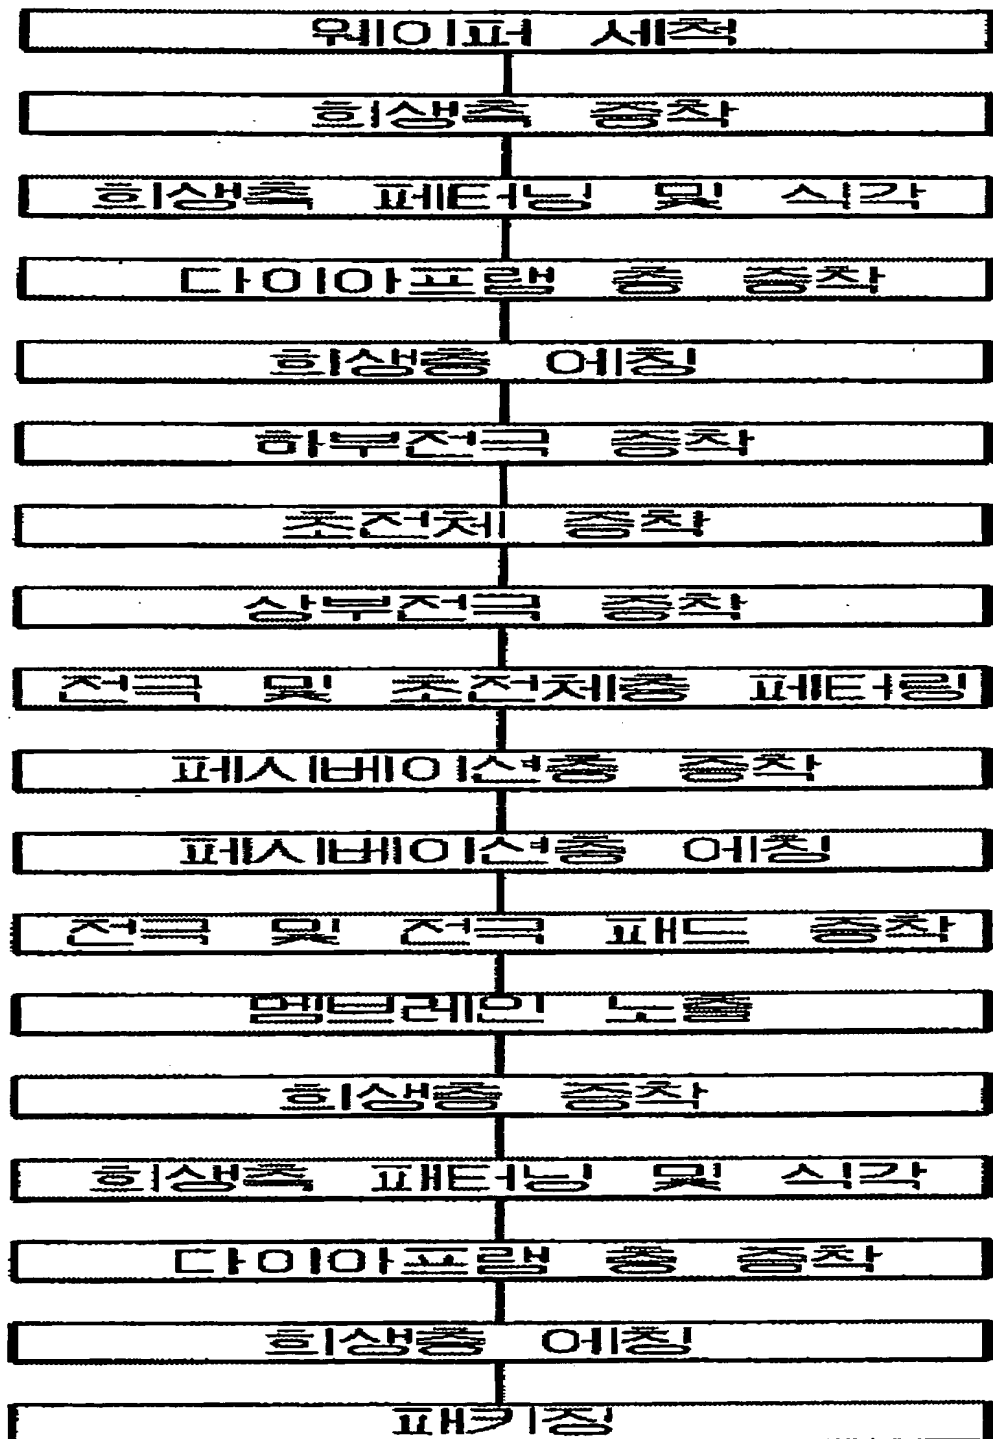 웨이퍼 세척
희생측 증착
희생측 페터닝 및 식각
다이아프램 층 증착
희생층 에칭
하부전극 증착
초전체 증착
상부전극 증착
전극 및 초전체층 페터링
페시베이션층 증착
페시베이션층 에칭
전극 및 전극 패드 증착
멤브레인 노출
희생층 증착
희생측 패터닝 및 식각
다이아프램 층 증착
희생층 에칭
패키징